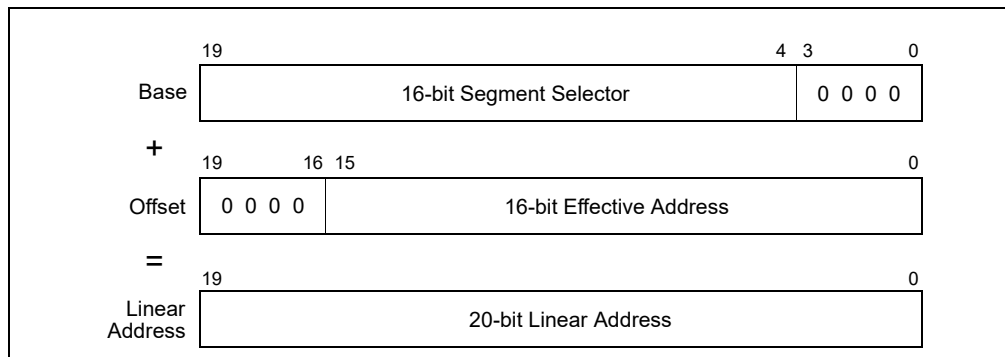 19 4 3 0
Base 16-bit Segment Selector 0 0 0 0
+
19 16 15 0
Offset 0 0 0 0 16-bit Effective Address
=
19 0
Linear
Address 20-bit Linear Address